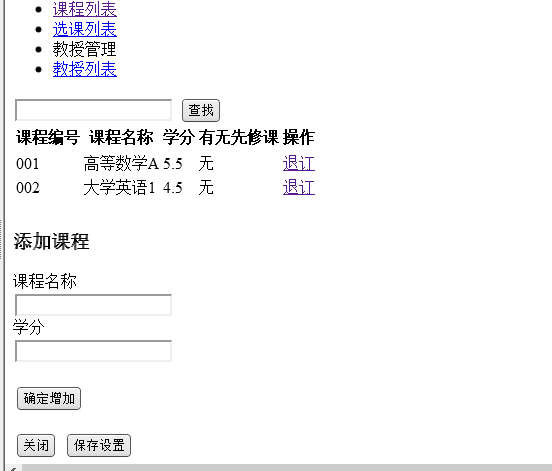 课程列表
选课列表
教授管理
教授列表
查找
课程编号 课程名称 学分 有无先修课 操作
001 高等数学A 5.5 无 退订
002 大学英语1 4.5 无 退订
添加课程
课程名称
学分
确定增加
关闭 保存设置